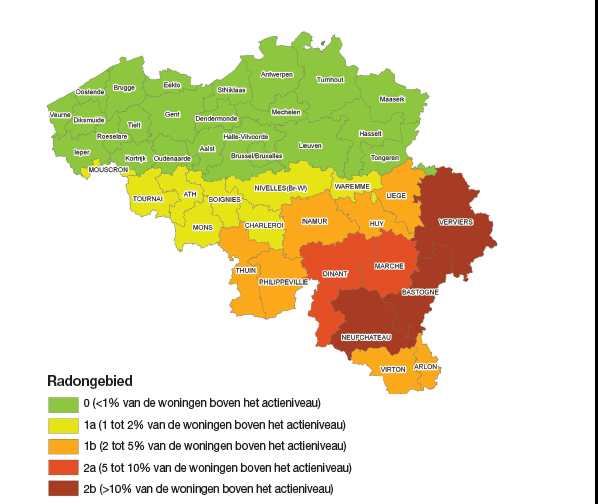 Antwerpen
Turnhout
Eeklo
Brugge
Oostende
StNiklaas
Maaseik
Veurne
Diksmuide
Gent
Mechelen
Dendermonde
Tielt
Roeselare
Halle-Vilvoorde
Hasselt
Leuven
Aalst
Ieper
Kortrijk
Oudenaarde
Brussel/Bruxelles
Tongeren
MOUSCRON
NIVELLES(Br-W)
WAREMME
ATH
TOURNAI
SOIGNIES
LIEGE
NAMUR
HUY
VERVIERS
MONS
CHARLEROI
THUIN
DINANT
MARCHE
PHILIPPEVILLE
BASTOGNE
NEUFCHATEAU
VIRTON
ARLON
Radongebied
0 (<1% van de woningen boven het actieniveau)
1a (1 tot 2% van de woningen boven het actieniveau)
1b (2 tot 5% van de woningen boven het actieniveau)
2a (5 tot 10% van de woningen boven het actieniveau)
2b (>10% van de woningen boven het actieniveau)